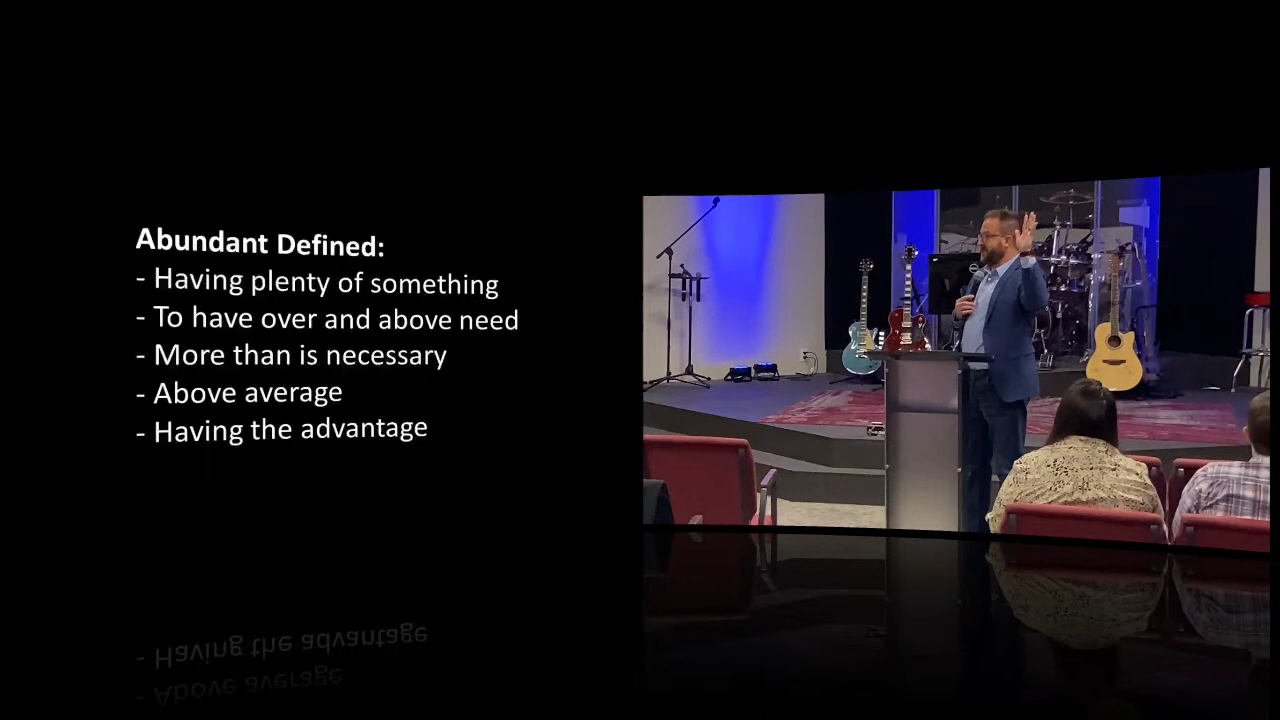 Abundant Defined:
- Having plenty of something
- To have over and above need
- More than is necessary
- Above average
- Having the advantage